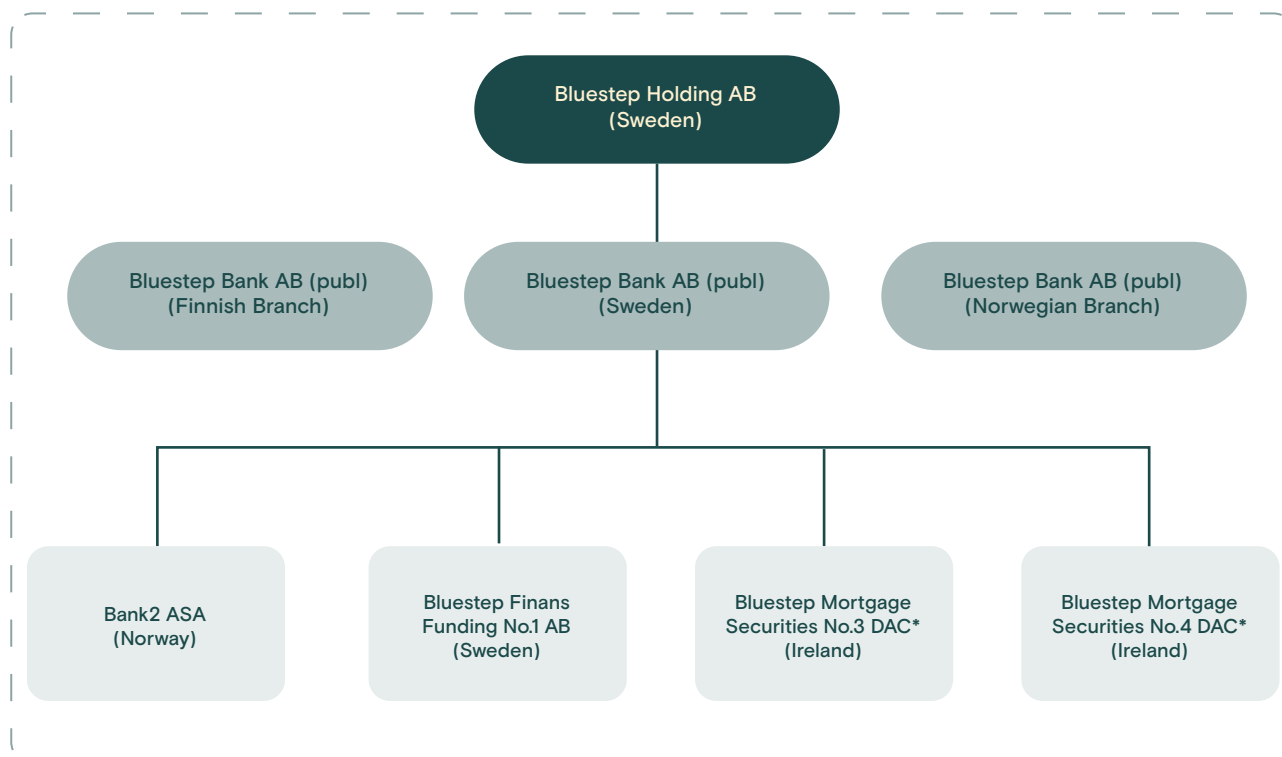 Bluestep Holding AB
(Sweden)
Bluestep Bank AB (publ)
(Finnish Branch)
Bluestep Bank AB (publ)
(Sweden)
Bluestep Bank AB (publ)
(Norwegian Branch)
Bank2 ASA
(Norway)
Bluestep Finans
Funding No.1 AB
(Sweden)
Bluestep Mortgage
Securities No.3 DAC*
(Ireland)
Bluestep Mortgage
Securities No.4 DAC*
(Ireland)